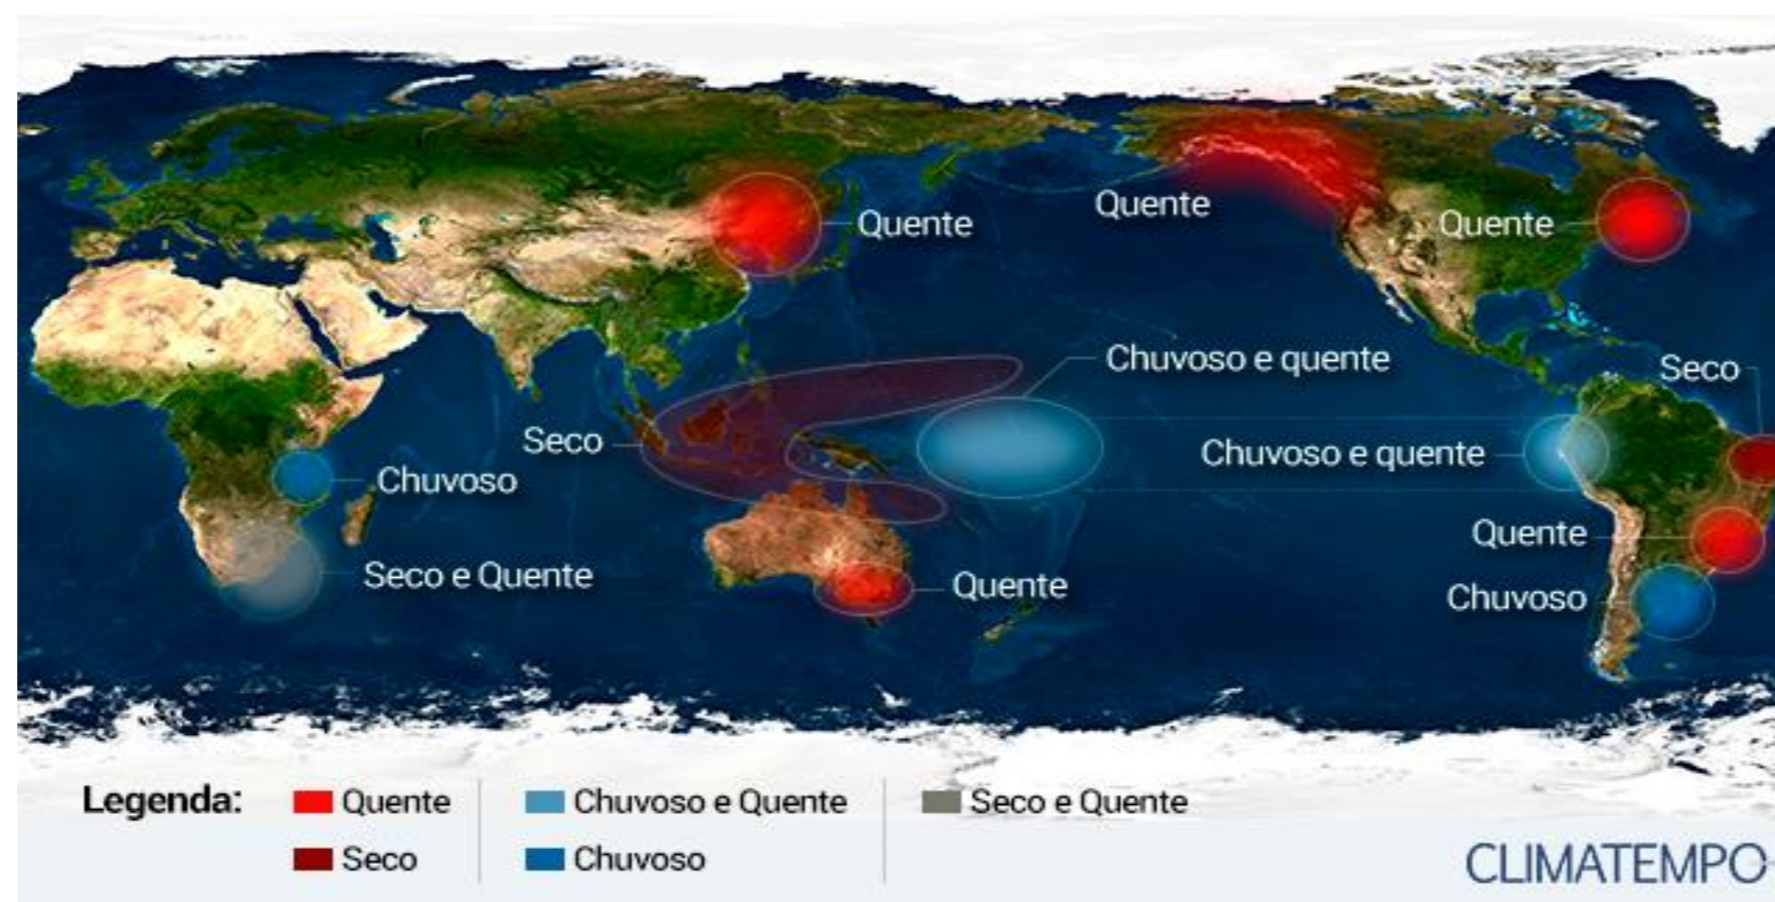 Quente
Quente
Quente
Chuvoso e quente
Seco
Seco
Chuvoso e quente
Chuvoso
Quente
Seco e Quente
Quente
Chuvoso
Legenda:
Quente
Chuvoso e Quente
Seco e Quente
Seco
Chuvoso
CLIMATEMPO